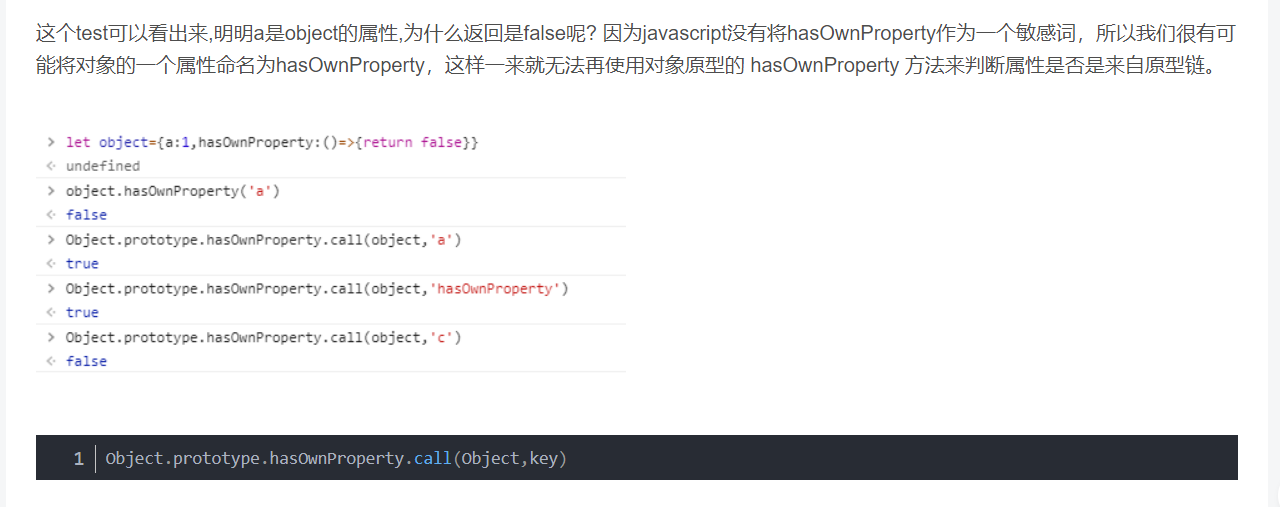 这个test可以看出来,明明a是object的属性,为什么返回是false呢? 因为javascript没有将hasOwnProperty作为一个敏感词，所以我们很有可
能将对象的一个属性命名为hasOwnProperty，这样一来就无法再使用对象原型的 hasOwnProperty 方法来判断属性是否是来自原型链。
> let object={a:1,hasOwnProperty:()=>{return false}}
< undefined
> object.hasOwnProperty('a')
< false
> Object.prototype.hasOwnProperty.call(object,'a')
< true
> Object.prototype.hasOwnProperty.call(object,'hasOwnProperty')
< true
> Object.prototype.hasOwnProperty.call(object,'c')
< false
1 Object.prototype.hasOwnProperty.call(Object,key)